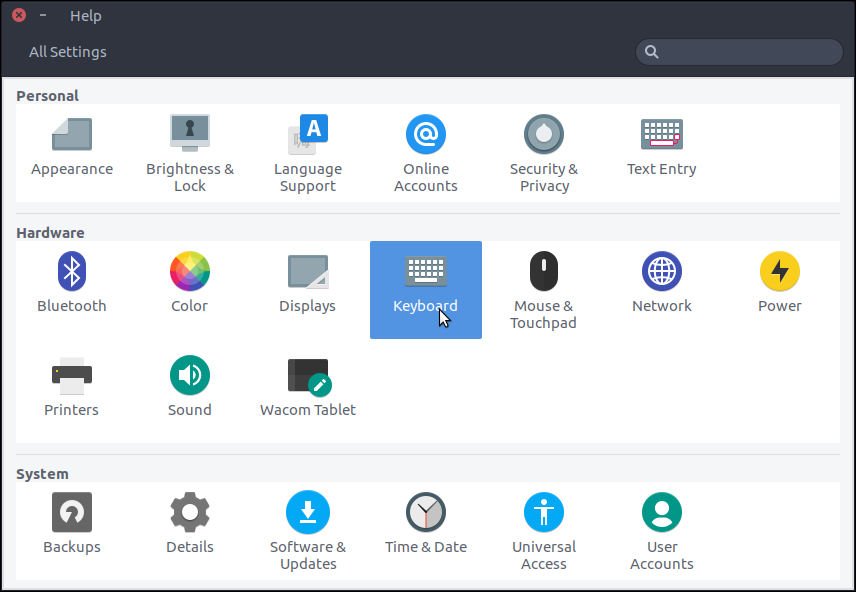 Help
All Settings
Personal
Appearance
Brightness &
Lock
A
嗨
Language
Support
Online
Accounts
Security &
Privacy
Text Entry
Hardware
Bluetooth
Color
Displays
Keyboard
Mouse &
Touchpad
Network
Power
Printers
Sound
Wacom Tablet
System
Backups
Details
Software &
Updates
Time & Date
Universal
Access
User
Accounts